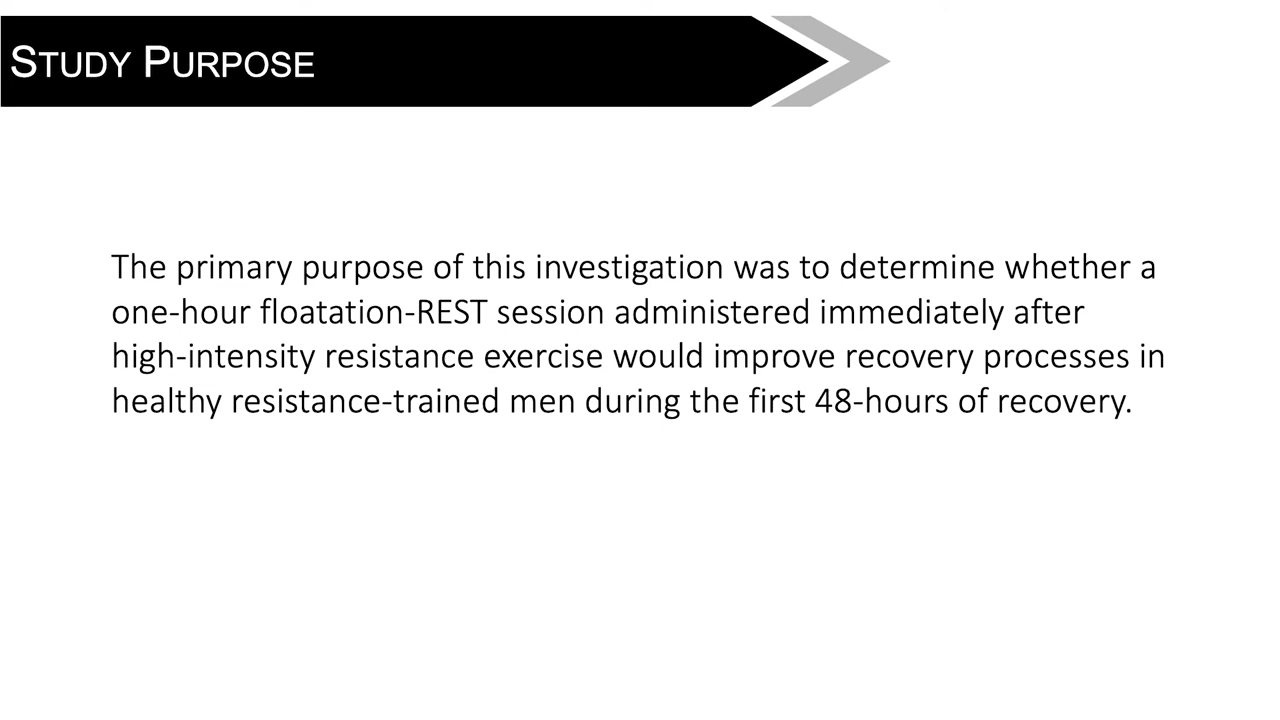 STUDY PURPOSE
The primary purpose of this investigation was to determine whether a
one-hour floatation-REST session administered immediately after
high-intensity resistance exercise would improve recovery processes in
healthy resistance-trained men during the first 48-hours of recovery.